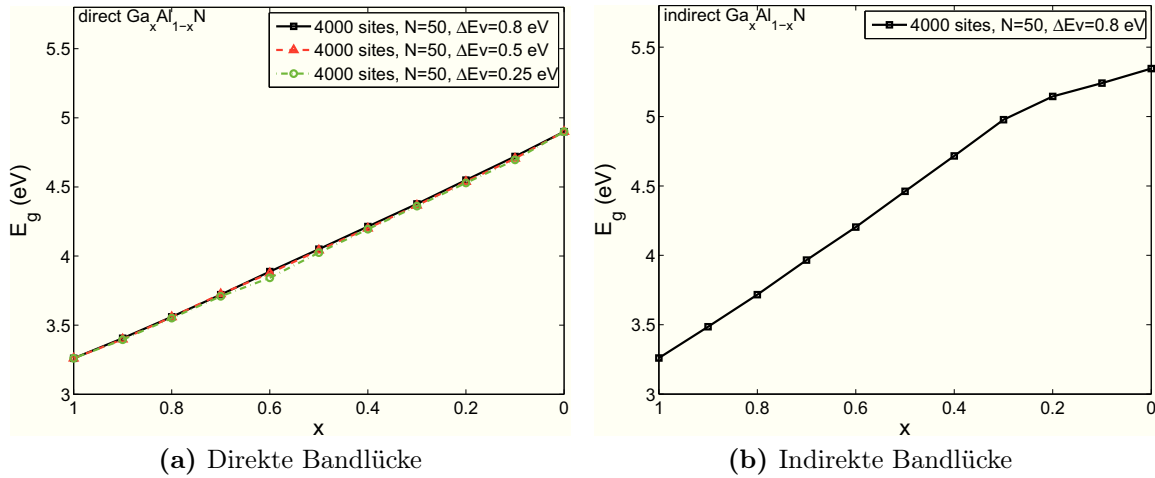 direct Ga_xAl_{1-x}N
4000 sites, N=50, ΔEv=0.8 eV
4000 sites, N=50, ΔEv=0.5 eV
4000 sites, N=50, ΔEv=0.25 eV
5.5
5
4.5
4
3.5
3
E_g (eV)
1 0.8 0.6 0.4 0.2 0
x
(a) Direkte Bandlücke
indirect Ga_xAl_{1-x}N
4000 sites, N=50, ΔEv=0.8 eV
5.5
5
4.5
4
3.5
3
E_g (eV)
1 0.8 0.6 0.4 0.2 0
x
(b) Indirekte Bandlücke